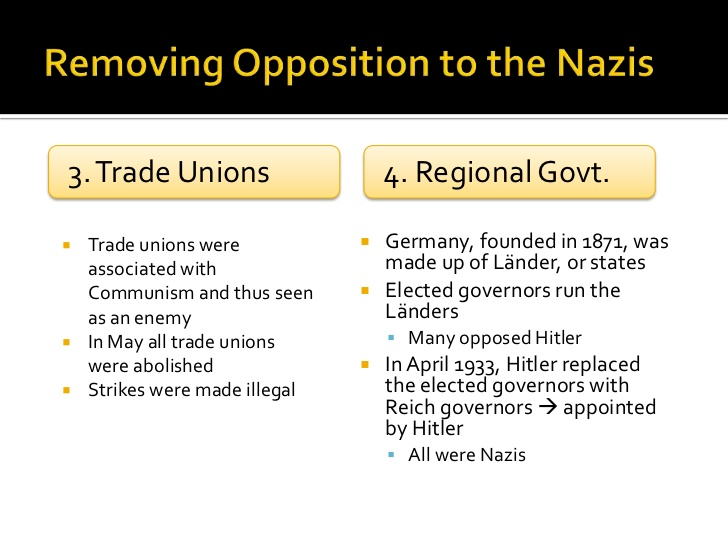 Removing Opposition to the Nazis
3. Trade Unions
Trade unions were
associated with
Communism and thus seen
as an enemy
In May all trade unions
were abolished
Strikes were made illegal
4. Regional Govt.
Germany, founded in 1871, was
made up of Länder, or states
Elected governors run the
Länders
Many opposed Hitler
In April 1933, Hitler replaced
the elected governors with
Reich governors → appointed
by Hitler
All were Nazis